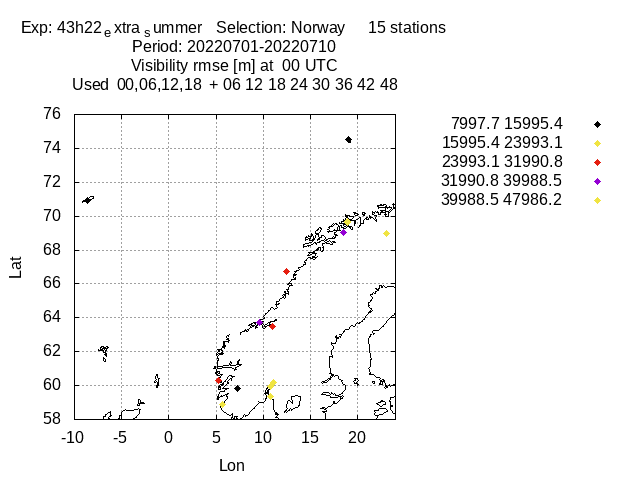 Exp: 43h22e xtra summer Selection: Norway 15 stations
Period: 20220701-20220710
Visibility rmse [m] at 00 UTC
Used 00,06,12,18 + 06 12 18 24 30 36 42 48
7997.7 15995.4
15995.4 23993.1
23993.1 31990.8
31990.8 39988.5
39988.5 47986.2
76
74
72
70
68
66
64
62
60
58
Lat
-10 -5 0 5 10 15 20
Lon